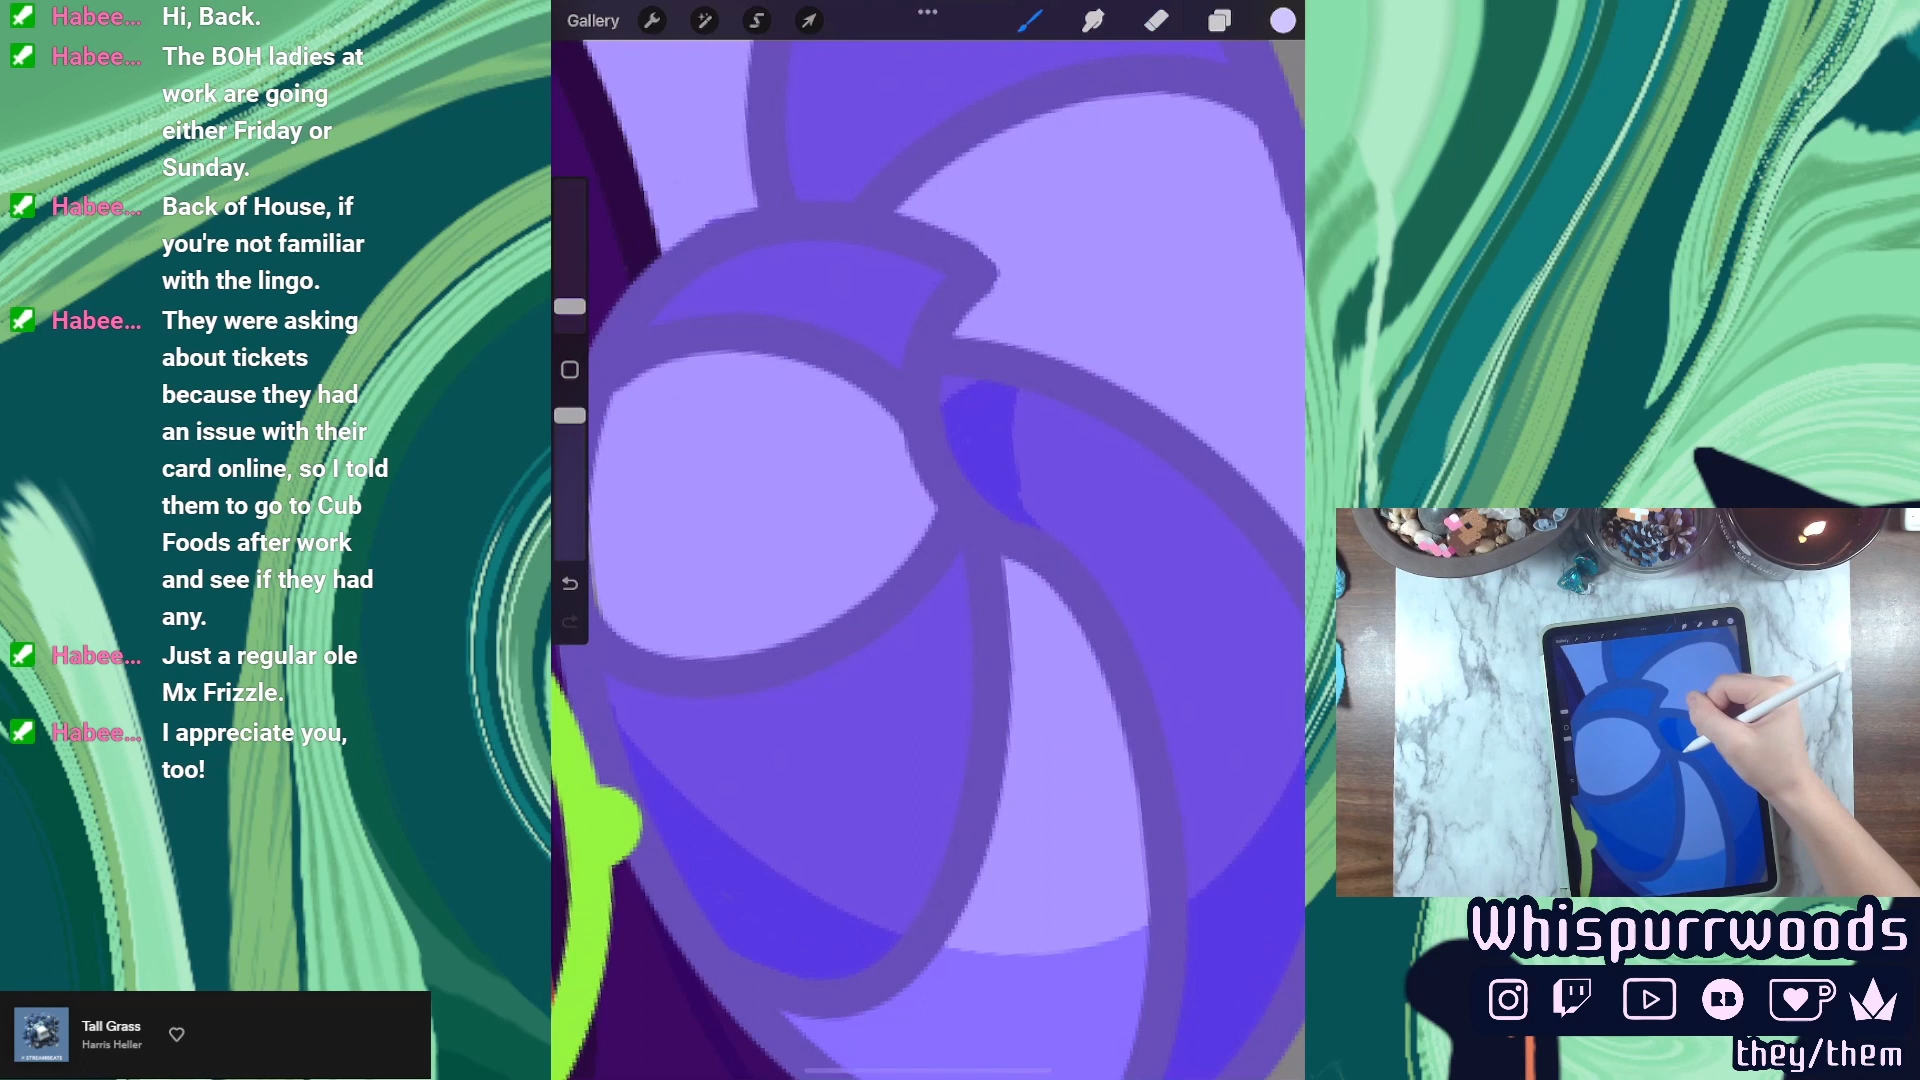 Habee... Hi, Back.
Habee... The BOH ladies at
work are going
either Friday or
Sunday.
Habee... Back of House, if
you're not familiar
with the lingo.
Habee... They were asking
about tickets
because they had
an issue with their
card online, so I told
them to go to Cub
Foods after work
and see if they had
any.
Habee... Just a regular ole
Mx Frizzle.
Habee... I appreciate you,
too!
Tall Grass
Harris Heller
Gallery
Whispurrwoods
they/them